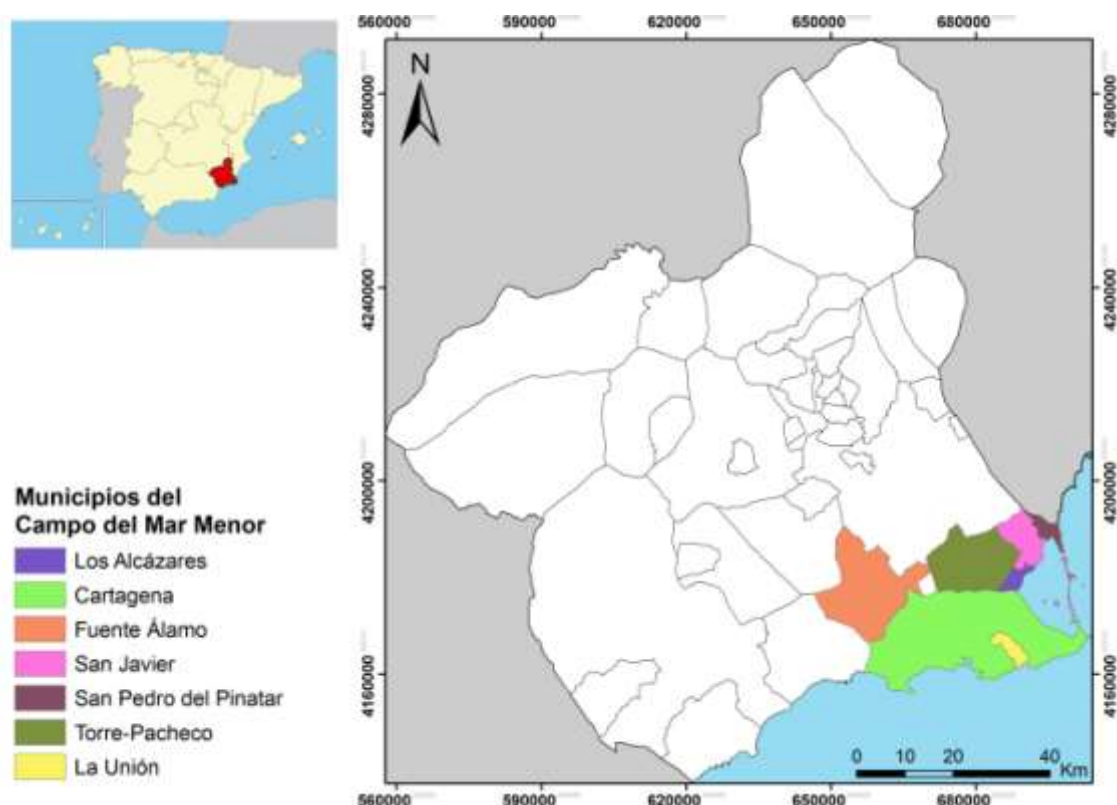 560000 590000 620000 650000 680000
N
4280000 4280000
4240000 4240000
4200000 4200000
4160000 4160000
Municipios del
Campo del Mar Menor
Los Alcázares
Cartagena
Fuente Álamo
San Javier
San Pedro del Pinatar
Torre-Pacheco
La Unión
0 10 20 40
Km
560000 590000 620000 650000 680000